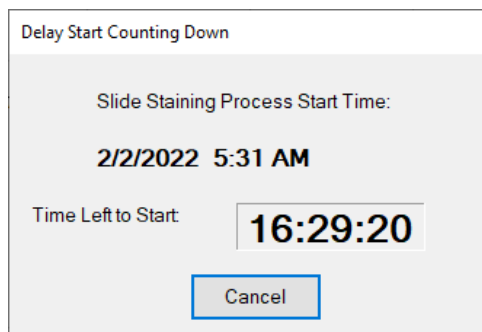 Delay Start Counting Down
Slide Staining Process Start Time:
2/2/2022 5:31 AM
Time Left to Start:
16:29:20
Cancel